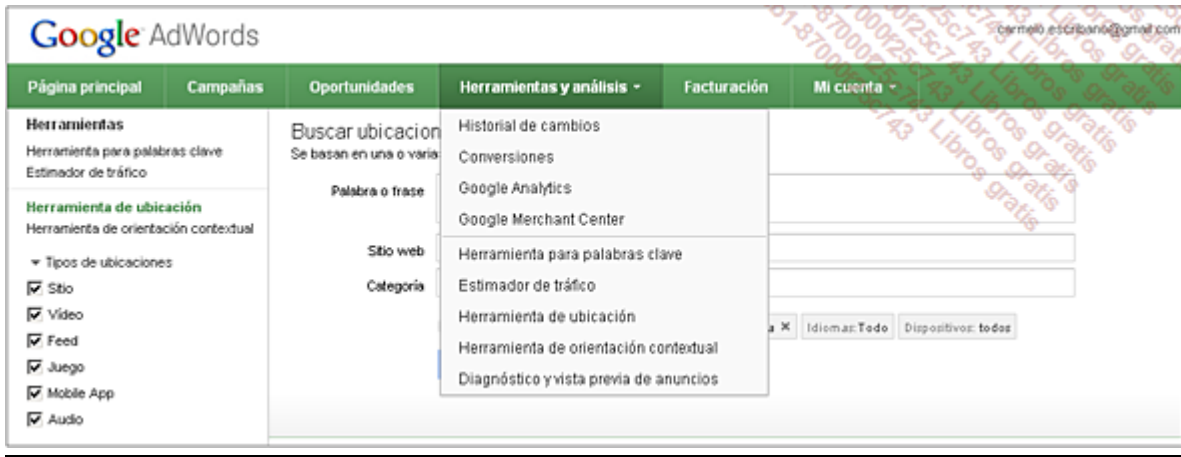 Google AdWords
carmelo.escribano@gmail.com
Página principal Campañas Oportunidades Herramientas y análisis Facturación Mi cuenta
Herramientas
Herramienta para palabras clave
Estimador de tráfico
Herramienta de ubicación
Herramienta de orientación contextual
Tipos de ubicaciones
Sitio
Vídeo
Feed
Juego
Mobile App
Audio
Buscar ubicacion
Se basan en una o varia
Palabra o frase
Sitio web
Categoría
Historial de cambios
Conversiones
Google Analytics
Google Merchant Center
Herramienta para palabras clave
Estimador de tráfico
Herramienta de ubicación
Herramienta de orientación contextual
Diagnóstico y vista previa de anuncios
a × Idiomas: Todo Dispositivos: todos
Libros gratis
Libros gratis
Libros gratis